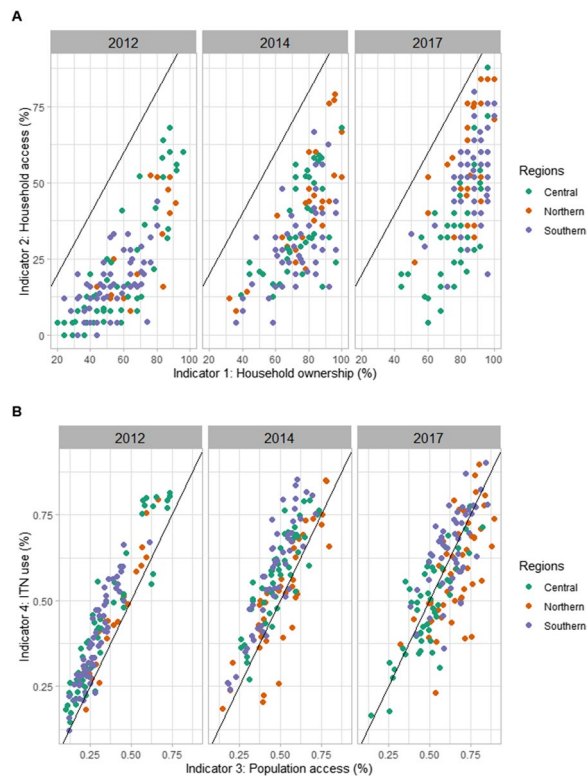 A
2012 2014 2017
Indicator 2: Household access (%)
75
50
25
0
20 40 60 80 100 20 40 60 80 100 20 40 60 80 100
Indicator 1: Household ownership (%)
Regions
Central
Northern
Southern
B
2012 2014 2017
Indicator 4: ITN use (%)
0.75
0.50
0.25
0.25 0.50 0.75 0.25 0.50 0.75 0.25 0.50 0.75
Indicator 3: Population access (%)
Regions
Central
Northern
Southern